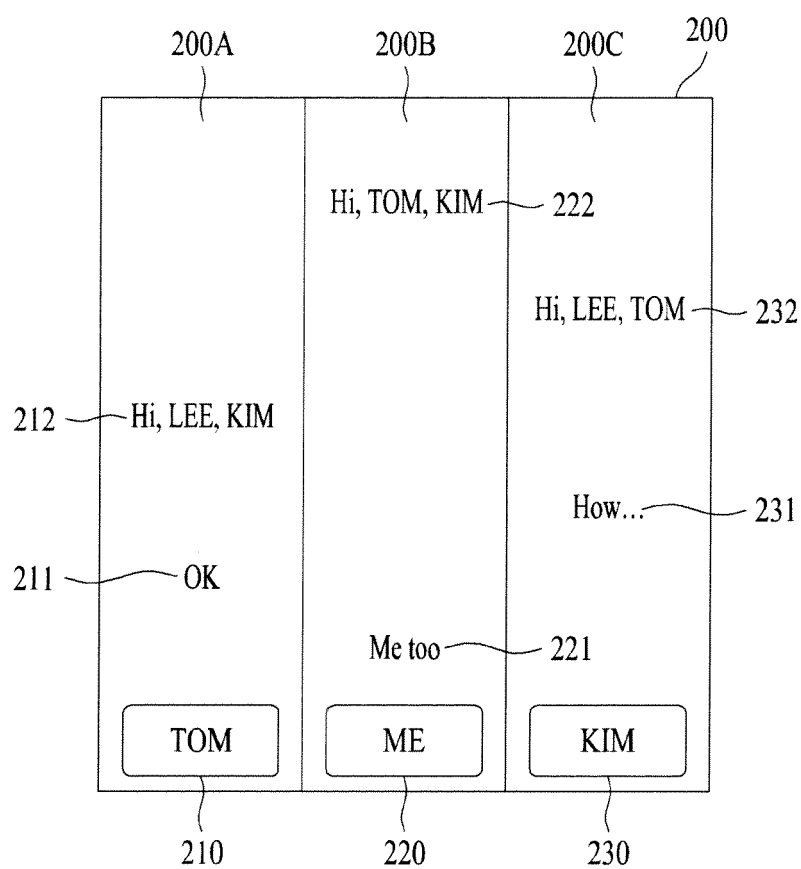 200A 200B 200C 200
Hi, TOM, KIM 222
Hi, LEE, TOM 232
212 Hi, LEE, KIM
How... 231
211 OK
Me too 221
TOM ME KIM
210 220 230